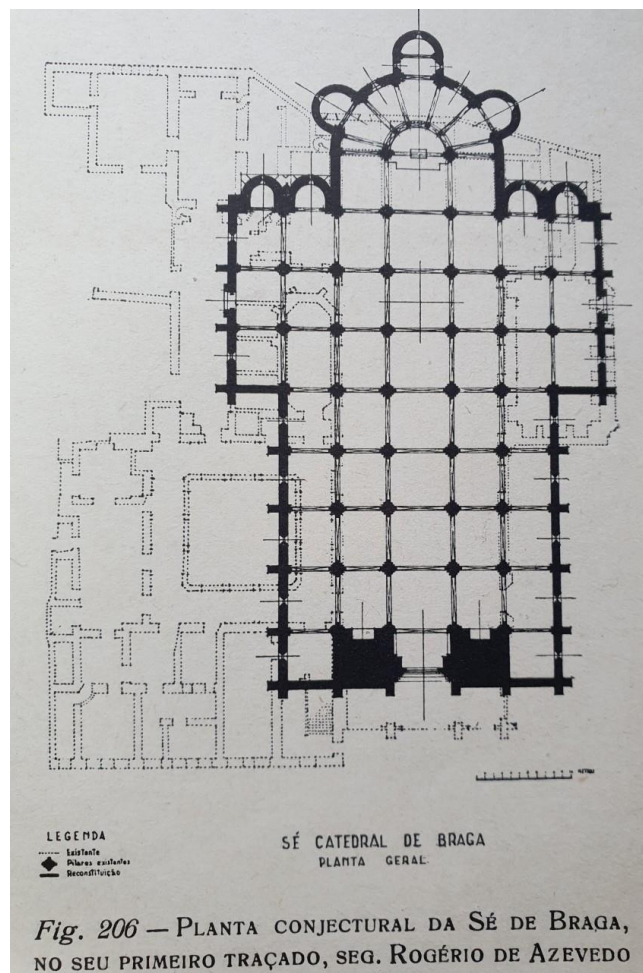 METROS
LEGENDA
Existente
Pilares existentes
Reconstituição
SÉ CATEDRAL DE BRAGA
PLANTA GERAL
Fig. 206 — PLANTA CONJECTURAL DA SÉ DE BRAGA,
NO SEU PRIMEIRO TRAÇADO, SEG. ROGÉRIO DE AZEVEDO